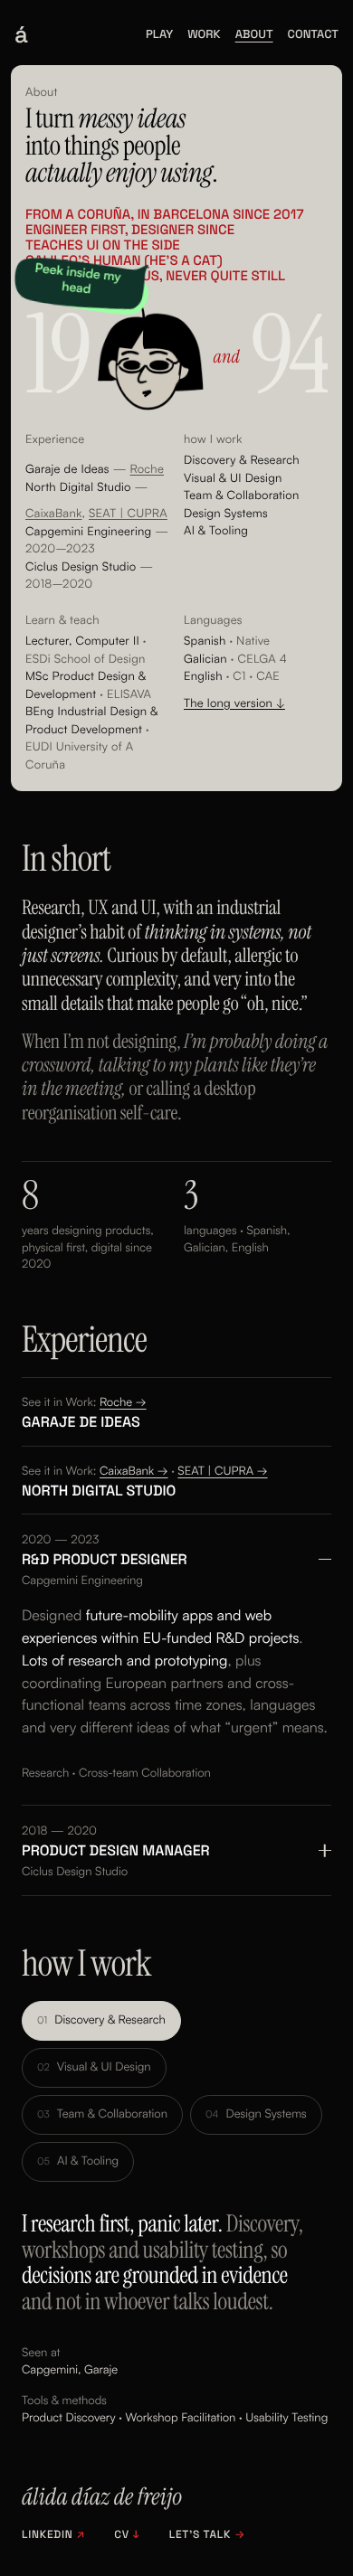 á
PLAY WORK ABOUT CONTACT
About
I turn messy ideas
into things people
actually enjoy using.
FROM A CORUÑA, IN BARCELONA SINCE 2017
ENGINEER FIRST, DESIGNER SINCE
TEACHES UI ON THE SIDE
HUMAN (HE'S A CAT)
US, NEVER QUITE STILL
Peek inside my
head
19 and 94
Experience
Garaje de Ideas — Roche
North Digital Studio —
CaixaBank, SEAT | CUPRA
Capgemini Engineering —
2020—2023
Ciclus Design Studio —
2018—2020
how I work
Discovery & Research
Visual & UI Design
Team & Collaboration
Design Systems
AI & Tooling
Learn & teach
Lecturer, Computer II ·
ESDi School of Design
MSc Product Design &
Development · ELISAVA
BEng Industrial Design &
Product Development ·
EUDI University of A
Coruña
Languages
Spanish · Native
Galician · CELGA 4
English · C1 · CAE
The long version ↓
In short
Research, UX and UI, with an industrial
designer's habit of thinking in systems, not
just screens. Curious by default, allergic to
unnecessary complexity, and very into the
small details that make people go “oh, nice.”
When I'm not designing, I'm probably doing a
crossword, talking to my plants like they're
in the meeting, or calling a desktop
reorganisation self-care.
8
years designing products,
physical first, digital since
2020
3
languages · Spanish,
Galician, English
Experience
See it in Work: Roche →
GARAJE DE IDEAS
See it in Work: CaixaBank → · SEAT | CUPRA →
NORTH DIGITAL STUDIO
2020 — 2023
R&D PRODUCT DESIGNER
Capgemini Engineering
Designed future-mobility apps and web
experiences within EU-funded R&D projects.
Lots of research and prototyping, plus
coordinating European partners and cross-
functional teams across time zones, languages
and very different ideas of what “urgent” means.
Research · Cross-team Collaboration
2018 — 2020
PRODUCT DESIGN MANAGER
Ciclus Design Studio
how I work
01 Discovery & Research
02 Visual & UI Design
03 Team & Collaboration 04 Design Systems
05 AI & Tooling
I research first, panic later. Discovery,
workshops and usability testing, so
decisions are grounded in evidence
and not in whoever talks loudest.
Seen at
Capgemini, Garaje
Tools & methods
Product Discovery · Workshop Facilitation · Usability Testing
álida díaz de freijo
LINKEDIN ↗ CV ↓ LET'S TALK →